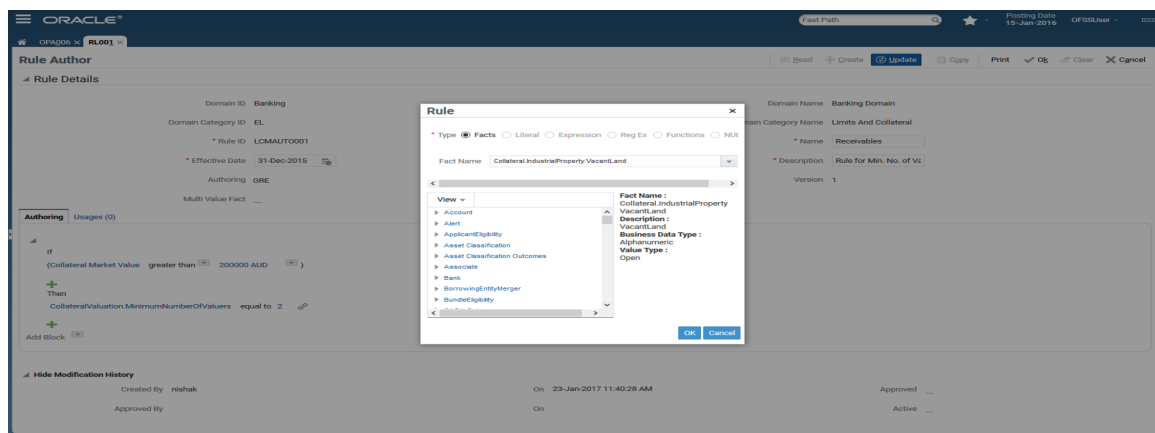 ORACLE®
Fast Path
Posting Date
15-Jan-2016
OFSSUser
OPA006 × RL001 ×
Rule Author
Read Create Update Copy Print Ok Clear Cancel
Rule Details
Domain ID Banking
Domain Name Banking Domain
Domain Category ID EL
main Category Name Limits And Collateral
* Rule ID LCMAUTO001
* Name Receivables
* Effective Date 31-Dec-2015
* Description Rule for Min. No. of Va
Authoring GRE
Version 1
Multi Value Fact __
Authoring Usages (0)
If
(Collateral Market Value greater than 200000 AUD )
Then
CollateralValuation.MinimumNumberOfValuers equal to 2
Add Block
Rule ×
* Type Facts Literal Expression Reg Ex Functions NUI
Fact Name Collateral.IndustrialProperty.VacantLand
View
Account
Alert
ApplicantEligibility
Asset Classification
Asset Classification Outcomes
Associate
Bank
BorrowingEntityMerger
BundleEligibility
Fact Name :
Collateral.IndustrialProperty
VacantLand
Description :
VacantLand
Business Data Type :
Alphanumeric
Value Type :
Open
OK Cancel
Hide Modification History
Created By nishak
On 23-Jan-2017 11:40:28 AM
Approved __
Approved By
On
Active __